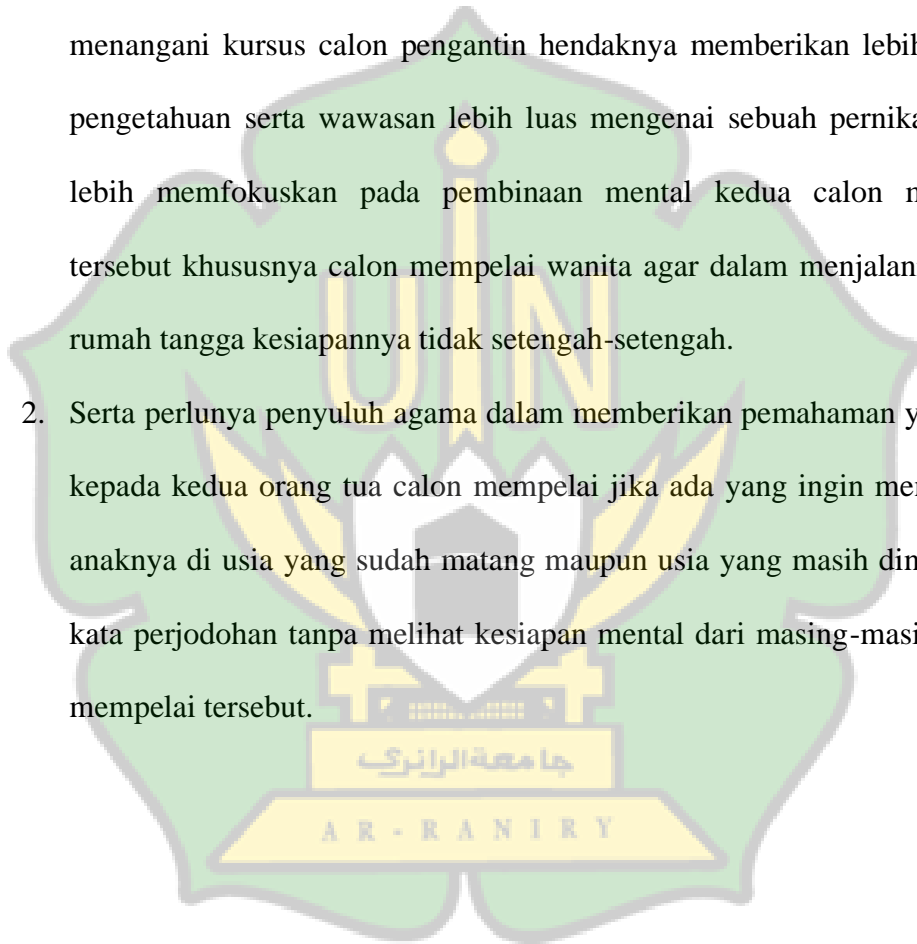 menangani kursus calon pengantin hendaknya memberikan lebih
pengetahuan serta wawasan lebih luas mengenai sebuah pernika
lebih memfokuskan pada pembinaan mental kedua calon m
tersebut khususnya calon mempelai wanita agar dalam menjalan
rumah tangga kesiapannya tidak setengah-setengah.
2. Serta perlunya penyuluh agama dalam memberikan pemahaman y
kepada kedua orang tua calon mempelai jika ada yang ingin mer
anaknya di usia yang sudah matang maupun usia yang masih din
kata perjodohan tanpa melihat kesiapan mental dari masing-masi
mempelai tersebut.
UIN
جامعة الرانري
AR-RANIRY